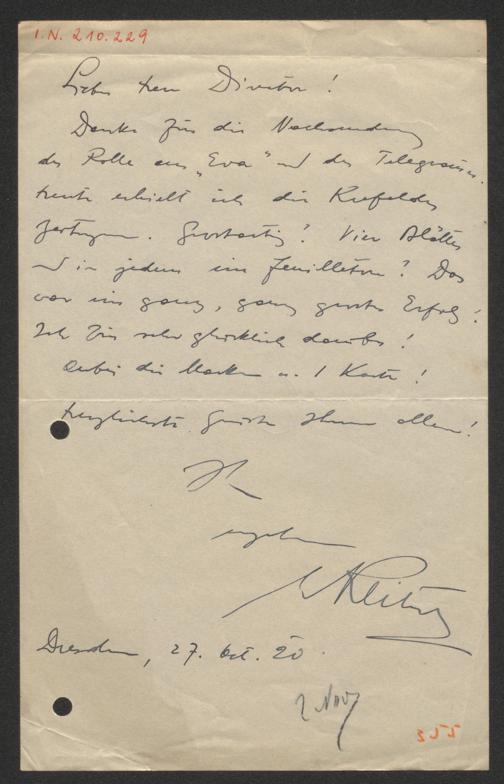 I.N. 210.229
Lieber Herr Direktor!
Danke für die Nachsendung
der Rolle aus „Eva" und des Telegramms.
Heute erhielt ich die Krefelder
Zeitungen. Grossartig! Vier Blätter
und in jedem ein Feuilleton! Das
war ein ganz, ganz grosser Erfolg!
Ich bin sehr glücklich darüber!
Anbei die Marken u. 1 Karte!
Herzlichste Grüsse Ihnen allen!
Ihr
ergebener
Dresden, 27. Okt. 20.
2 Nov
355